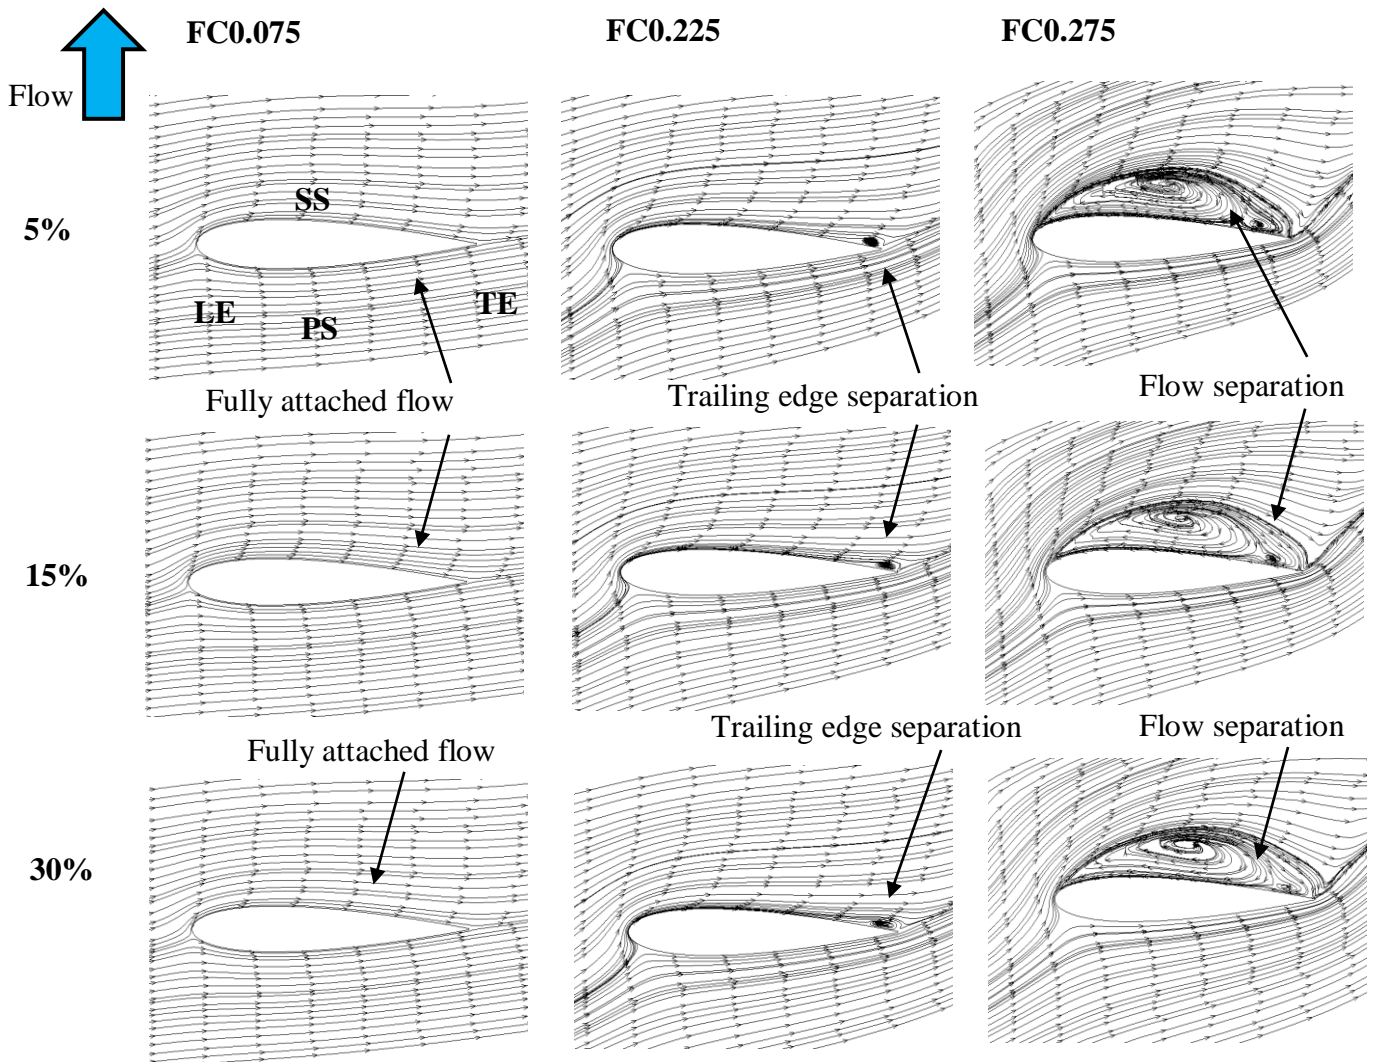 FC0.075
FC0.225
FC0.275
Flow
SS
5%
LE
PS
TE
Fully attached flow
Trailing edge separation
Flow separation
15%
Fully attached flow
Trailing edge separation
Flow separation
30%